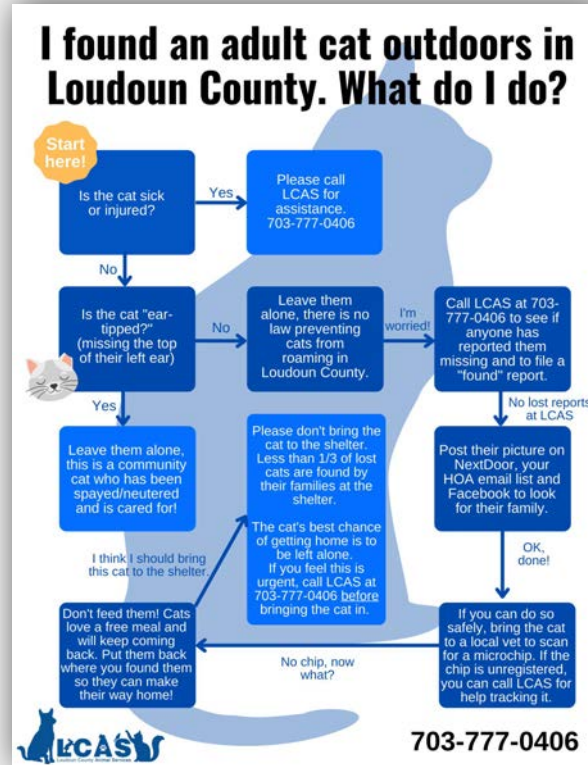 I found an adult cat outdoors in
Loudoun County. What do I do?
Start
here!
Is the cat sick
or injured?
Yes
Please call
LCAS for
assistance.
703-777-0406
No
Is the cat "ear-
tipped?"
(missing the top
of their left ear)
No
Leave them
alone, there is no
law preventing
cats from
roaming in
Loudoun County.
I'm
worried!
Call LCAS at 703-
777-0406 to see if
anyone has
reported them
missing and to file
a "found" report.
Yes
No lost reports
at LCAS
Leave them alone,
this is a community
cat who has been
spayed/neutered
and is cared for!
Please don't bring the
cat to the shelter.
Less than 1/3 of lost
cats are found by
their families at the
shelter.
The cat's best chance
of getting home is to
be left alone.
If you feel this is
urgent, call LCAS at
703-777-0406 before
bringing the cat in.
Post their picture on
NextDoor, your
HOA email list and
Facebook to look
for their family.
I think I should bring
this cat to the shelter.
OK,
done!
Don't feed them! Cats
love a free meal and
will keep coming
back. Put them back
where you found them
so they can make
their way home!
No chip, now
what?
If you can do so
safely, bring the cat
to a local vet to scan
for a microchip. If the
chip is unregistered,
you can call LCAS for
help tracking it.
LCAS
Loudoun County Animal Services
703-777-0406